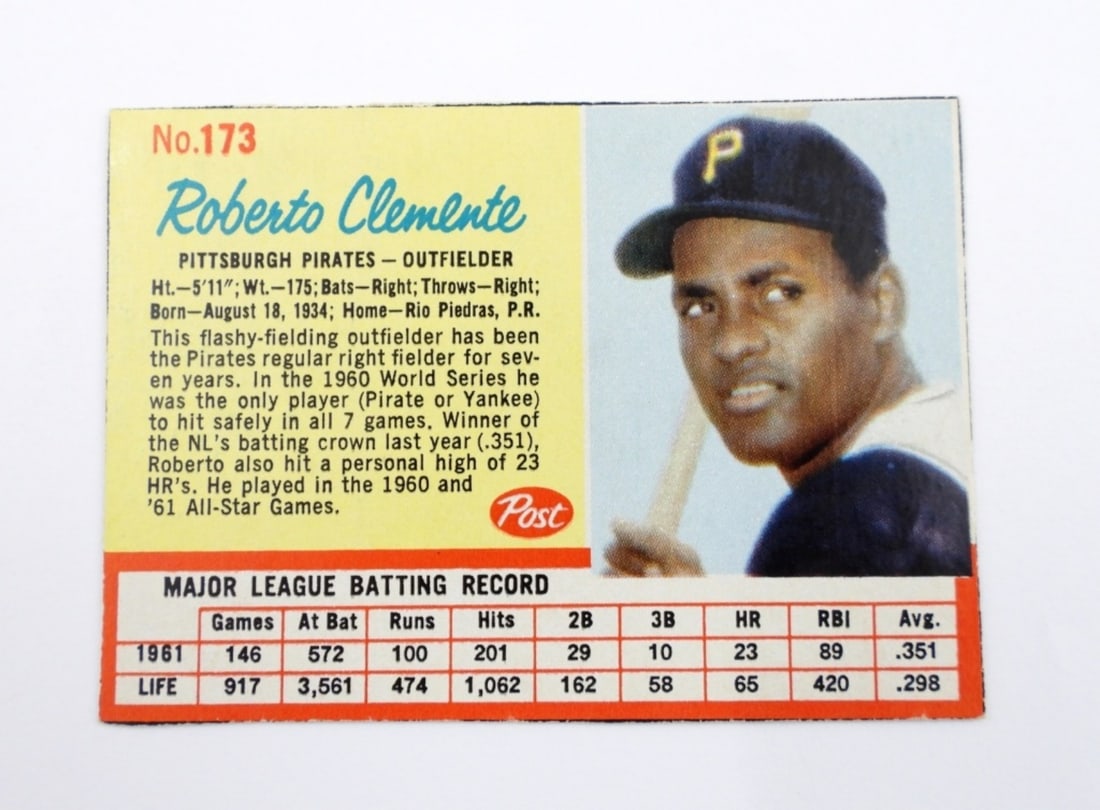 No.173
Roberto Clemente
PITTSBURGH PIRATES — OUTFIELDER
Ht.—5'11"; Wt.—175; Bats—Right; Throws—Right;
Born—August 18, 1934; Home—Rio Piedras, P.R.
This flashy-fielding outfielder has been
the Pirates regular right fielder for sev-
en years. In the 1960 World Series he
was the only player (Pirate or Yankee)
to hit safely in all 7 games. Winner of
the NL's batting crown last year (.351),
Roberto also hit a personal high of 23
HR's. He played in the 1960 and
'61 All-Star Games.
Post
P
MAJOR LEAGUE BATTING RECORD
Games At Bat Runs Hits 2B 3B HR RBI Avg.
1961 146 572 100 201 29 10 23 89 .351
LIFE 917 3,561 474 1,062 162 58 65 420 .298